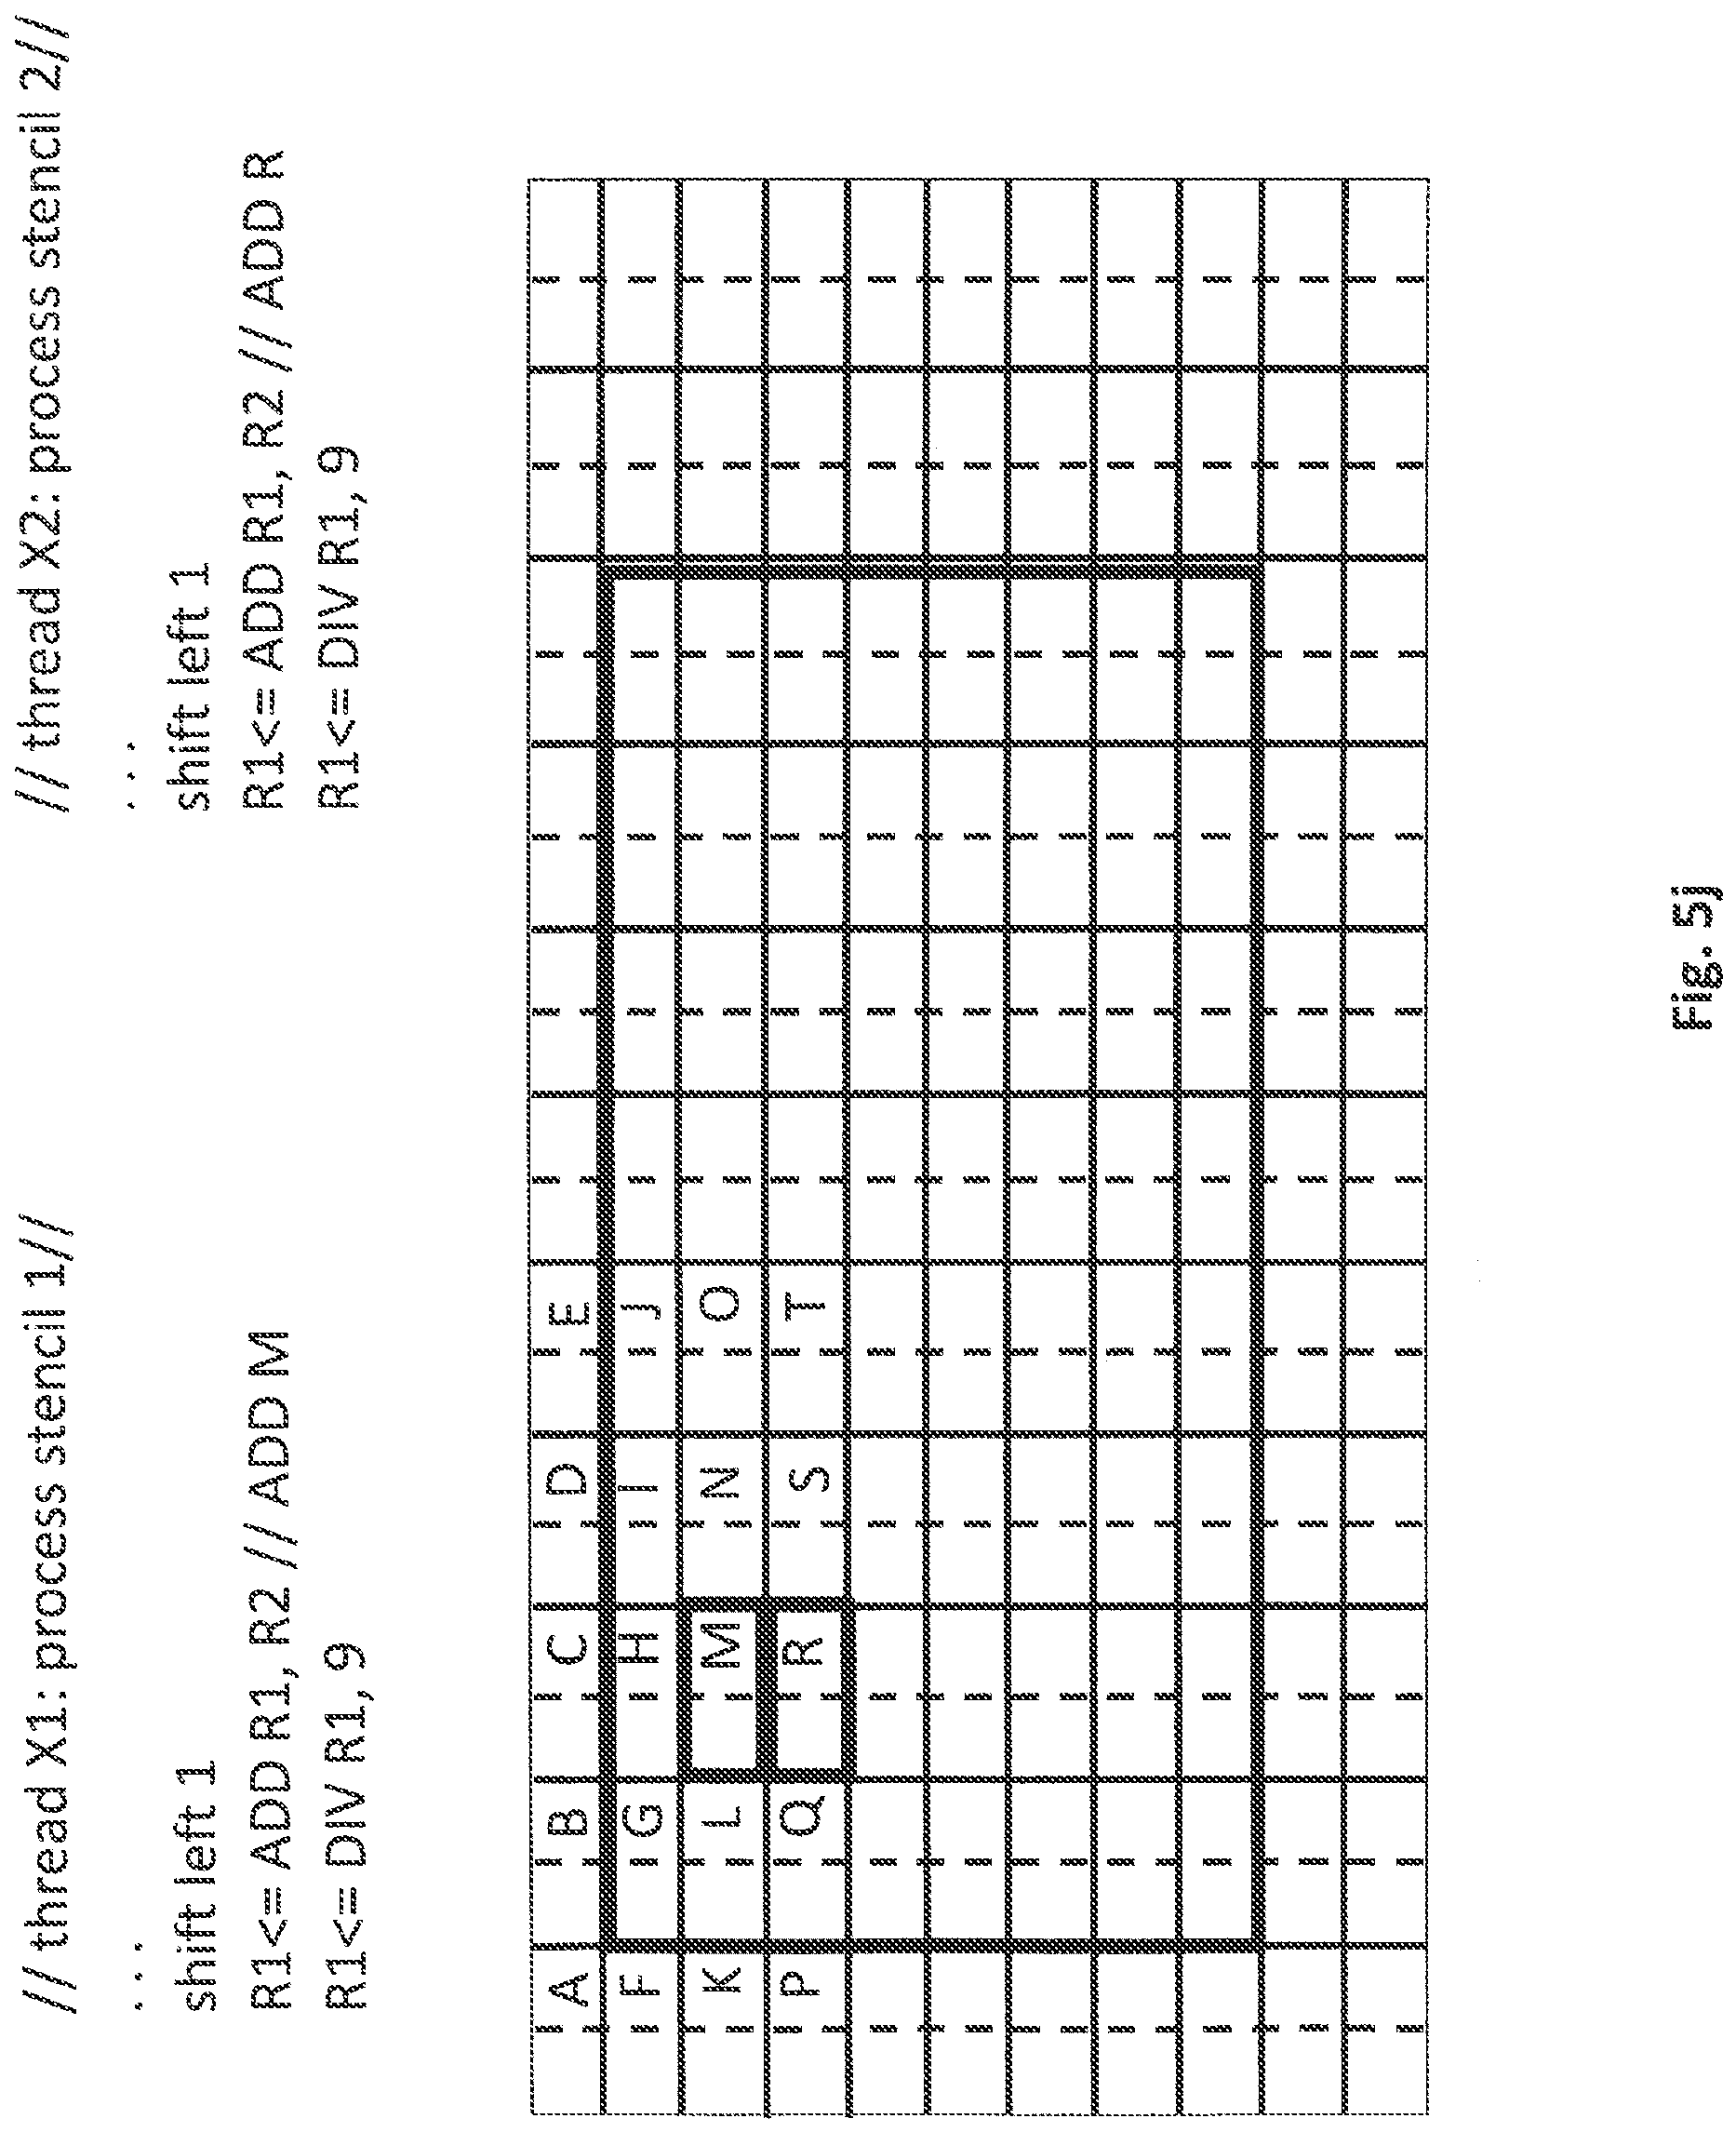 // thread X1: process stencil 1//
. . .
shift left 1
R1<= ADD R1, R2 // ADD M
R1<= DIV R1, 9
// thread X2: process stencil 2//
. . .
shift left 1
R1<= ADD R1, R2 // ADD R
R1<= DIV R1, 9
A B C D E
F G H I J
K L M N O
P Q R S T
Fig. 5j